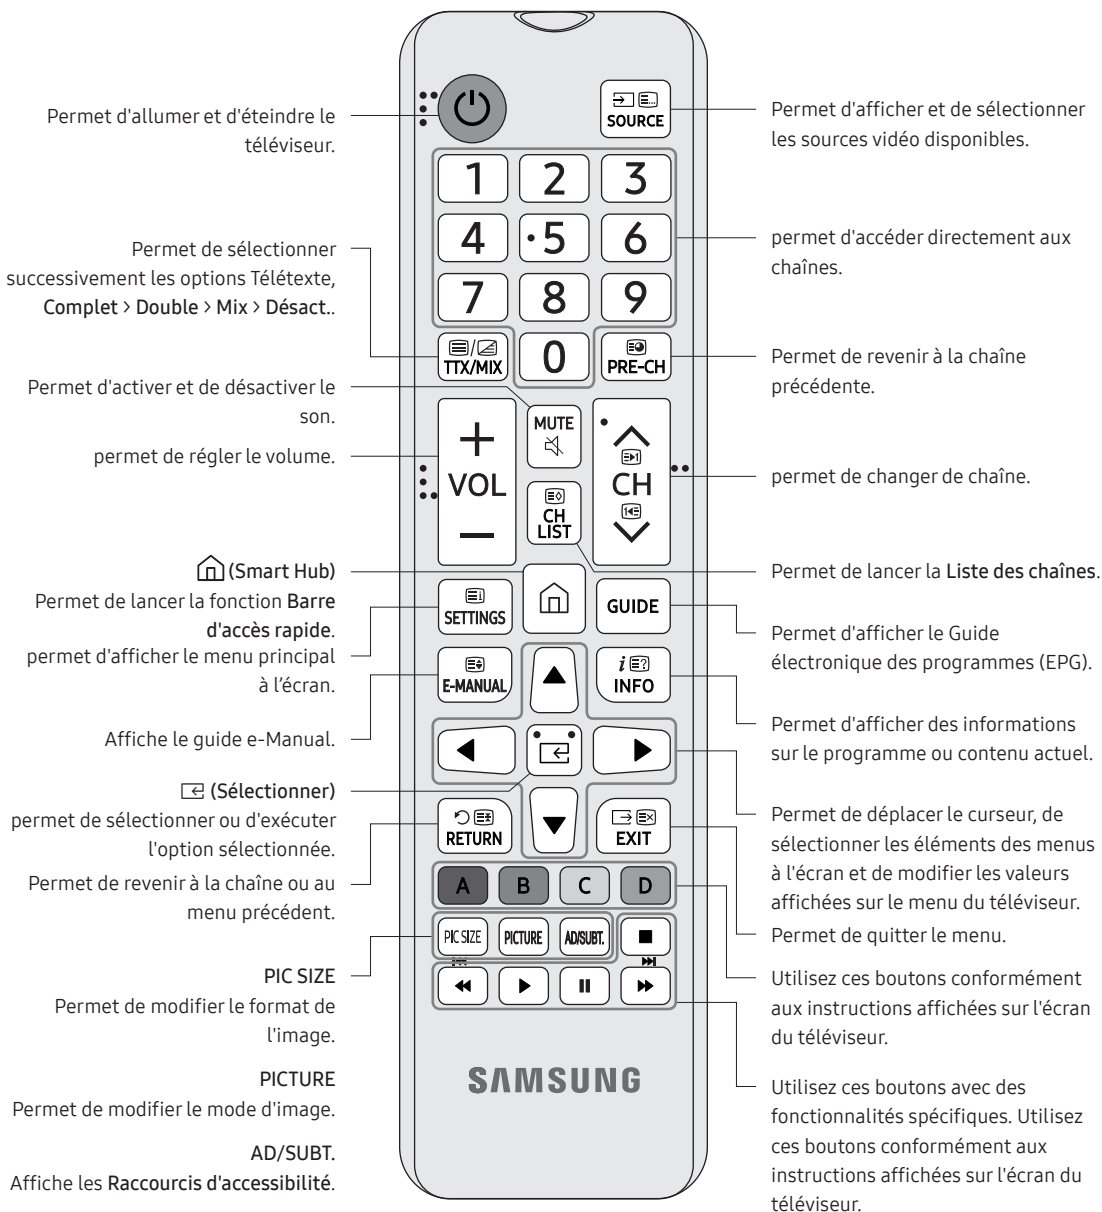 Permet d'allumer et d'éteindre le
téléviseur.
Permet de sélectionner
successivement les options Télétexte,
Complet > Double > Mix > Désact..
Permet d'activer et de désactiver le
son.
permet de régler le volume.
(Smart Hub)
Permet de lancer la fonction Barre
d'accès rapide.
permet d'afficher le menu principal
à l'écran.
Affiche le guide e-Manual.
(Sélectionner)
permet de sélectionner ou d'exécuter
l'option sélectionnée.
Permet de revenir à la chaîne ou au
menu précédent.
PIC SIZE
Permet de modifier le format de
l'image.
PICTURE
Permet de modifier le mode d'image.
AD/SUBT.
Affiche les Raccourcis d'accessibilité.
SOURCE
1 2 3
4 5 6
7 8 9
TTX/MIX 0 PRE-CH
MUTE
+
VOL
−
CH
CH
LIST
SETTINGS
GUIDE
E-MANUAL
i
INFO
RETURN
EXIT
A B C D
PIC SIZE PICTURE AD/SUBT.
SAMSUNG
Permet d'afficher et de sélectionner
les sources vidéo disponibles.
permet d'accéder directement aux
chaînes.
Permet de revenir à la chaîne
précédente.
permet de changer de chaîne.
Permet de lancer la Liste des chaînes.
Permet d'afficher le Guide
électronique des programmes (EPG).
Permet d'afficher des informations
sur le programme ou contenu actuel.
Permet de déplacer le curseur, de
sélectionner les éléments des menus
à l'écran et de modifier les valeurs
affichées sur le menu du téléviseur.
Permet de quitter le menu.
Utilisez ces boutons conformément
aux instructions affichées sur l'écran
du téléviseur.
Utilisez ces boutons avec des
fonctionnalités spécifiques. Utilisez
ces boutons conformément aux
instructions affichées sur l'écran du
téléviseur.